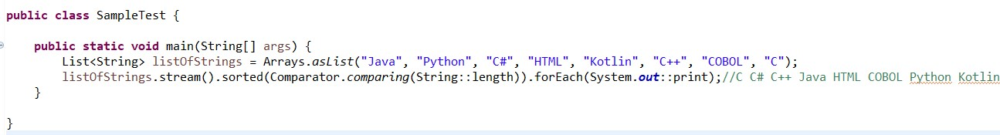 public class SampleTest {
public static void main(String[] args) {
List<String> listOfStrings = Arrays.asList("Java", "Python", "C#", "HTML", "Kotlin", "C++", "COBOL", "C");
listOfStrings.stream().sorted(Comparator.comparing(String::length)).forEach(System.out::print);//C C# C++ Java HTML COBOL Python Kotlin
}
}